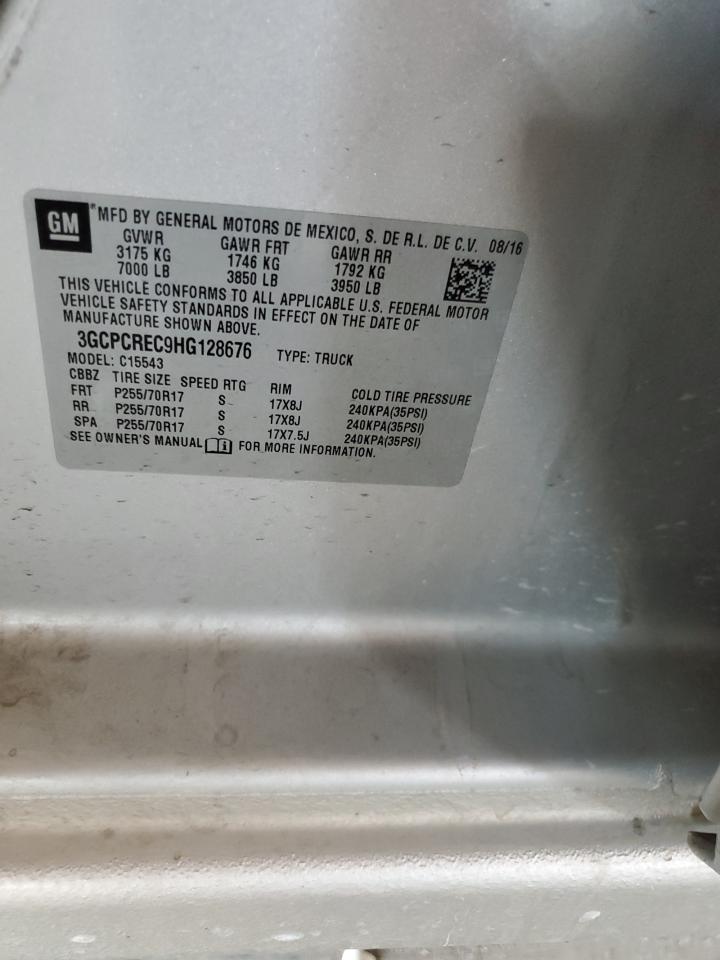 GM
MFD BY GENERAL MOTORS DE MEXICO, S. DE R.L. DE C.V. 08/16
GVWR GAWR FRT GAWR RR
3175 KG 1746 KG 1792 KG
7000 LB 3850 LB 3950 LB
THIS VEHICLE CONFORMS TO ALL APPLICABLE U.S. FEDERAL MOTOR
VEHICLE SAFETY STANDARDS IN EFFECT ON THE DATE OF
MANUFACTURE SHOWN ABOVE.
3GCPCREC9HG128676 TYPE: TRUCK
MODEL: C15543
CBBZ TIRE SIZE SPEED RTG RIM COLD TIRE PRESSURE
FRT P255/70R17 S 17X8J 240KPA(35PSI)
RR P255/70R17 S 17X8J 240KPA(35PSI)
SPA P255/70R17 S 17X7.5J 240KPA(35PSI)
SEE OWNER'S MANUAL i FOR MORE INFORMATION.